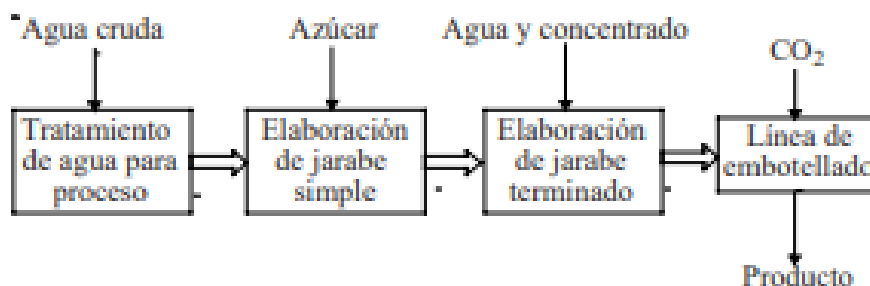 Agua cruda
Azúcar
Agua y concentrado
CO₂
Tratamiento
de agua para
proceso
Elaboración
de jarabe
simple
Elaboración
de jarabe
terminado
Línea de
embotellado
Producto